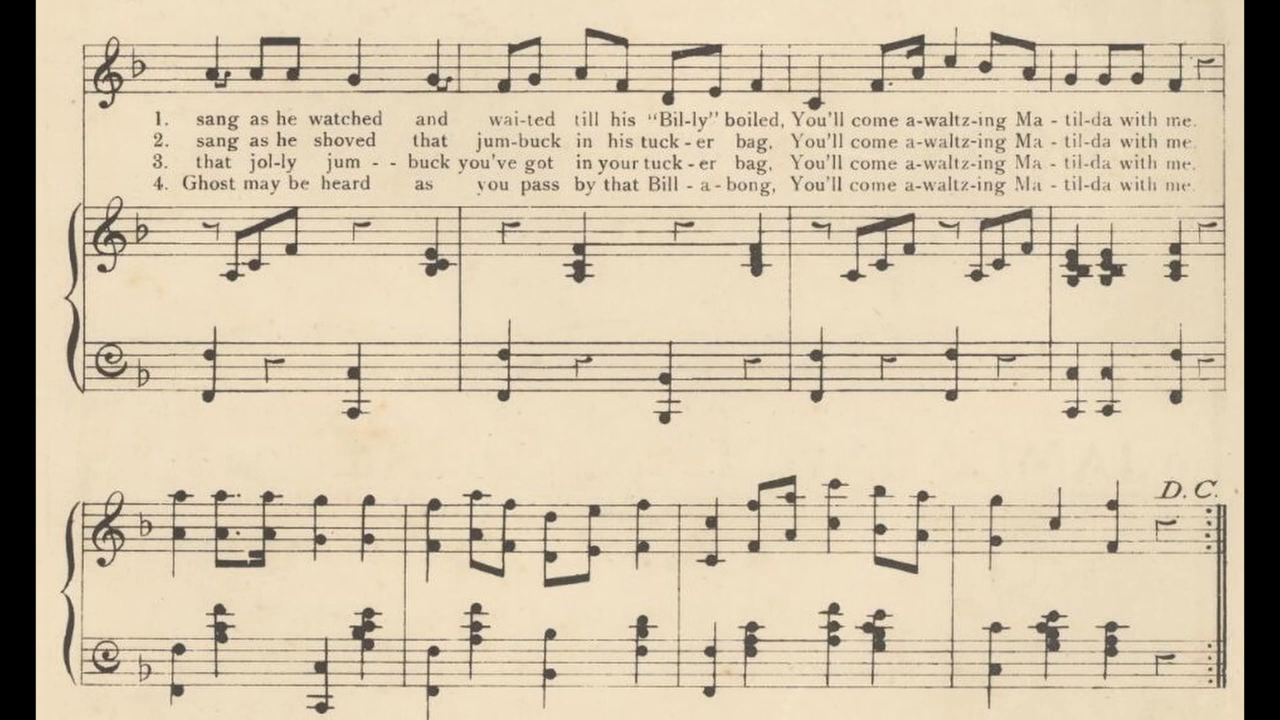 1. sang as he watched and wai-ted till his “Bil-ly” boiled, You'll come a-waltz-ing Ma - til-da with me.
2. sang as he shoved that jum-buck in his tuck-er bag, You'll come a-waltz-ing Ma - til-da with me.
3. that jol-ly jum - - buck you've got in your tuck-er bag, You'll come a-waltz-ing Ma - til-da with me.
4. Ghost may be heard as you pass by that Bill - a - bong, You'll come a-waltz-ing Ma - til-da with me.
D. C.